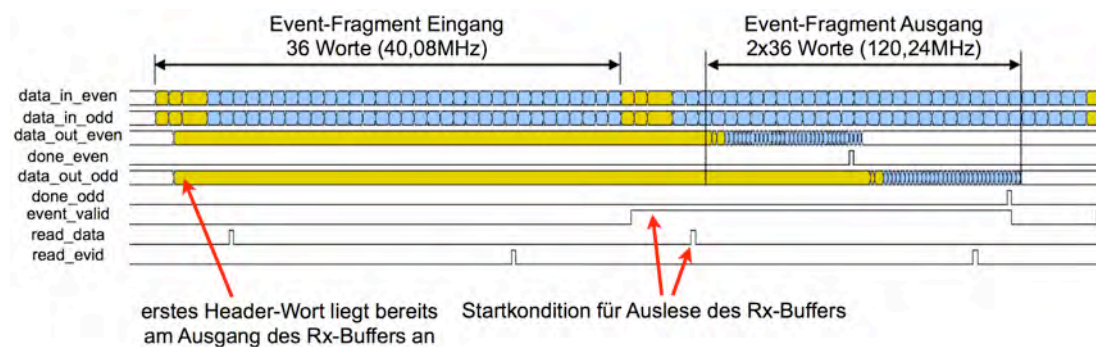 Event-Fragment Eingang
36 Worte (40,08MHz)
Event-Fragment Ausgang
2x36 Worte (120,24MHz)
data_in_even
data_in_odd
data_out_even
done_even
data_out_odd
done_odd
event_valid
read_data
read_evid
erstes Header-Wort liegt bereits
am Ausgang des Rx-Buffers an
Startkondition für Auslese des Rx-Buffers